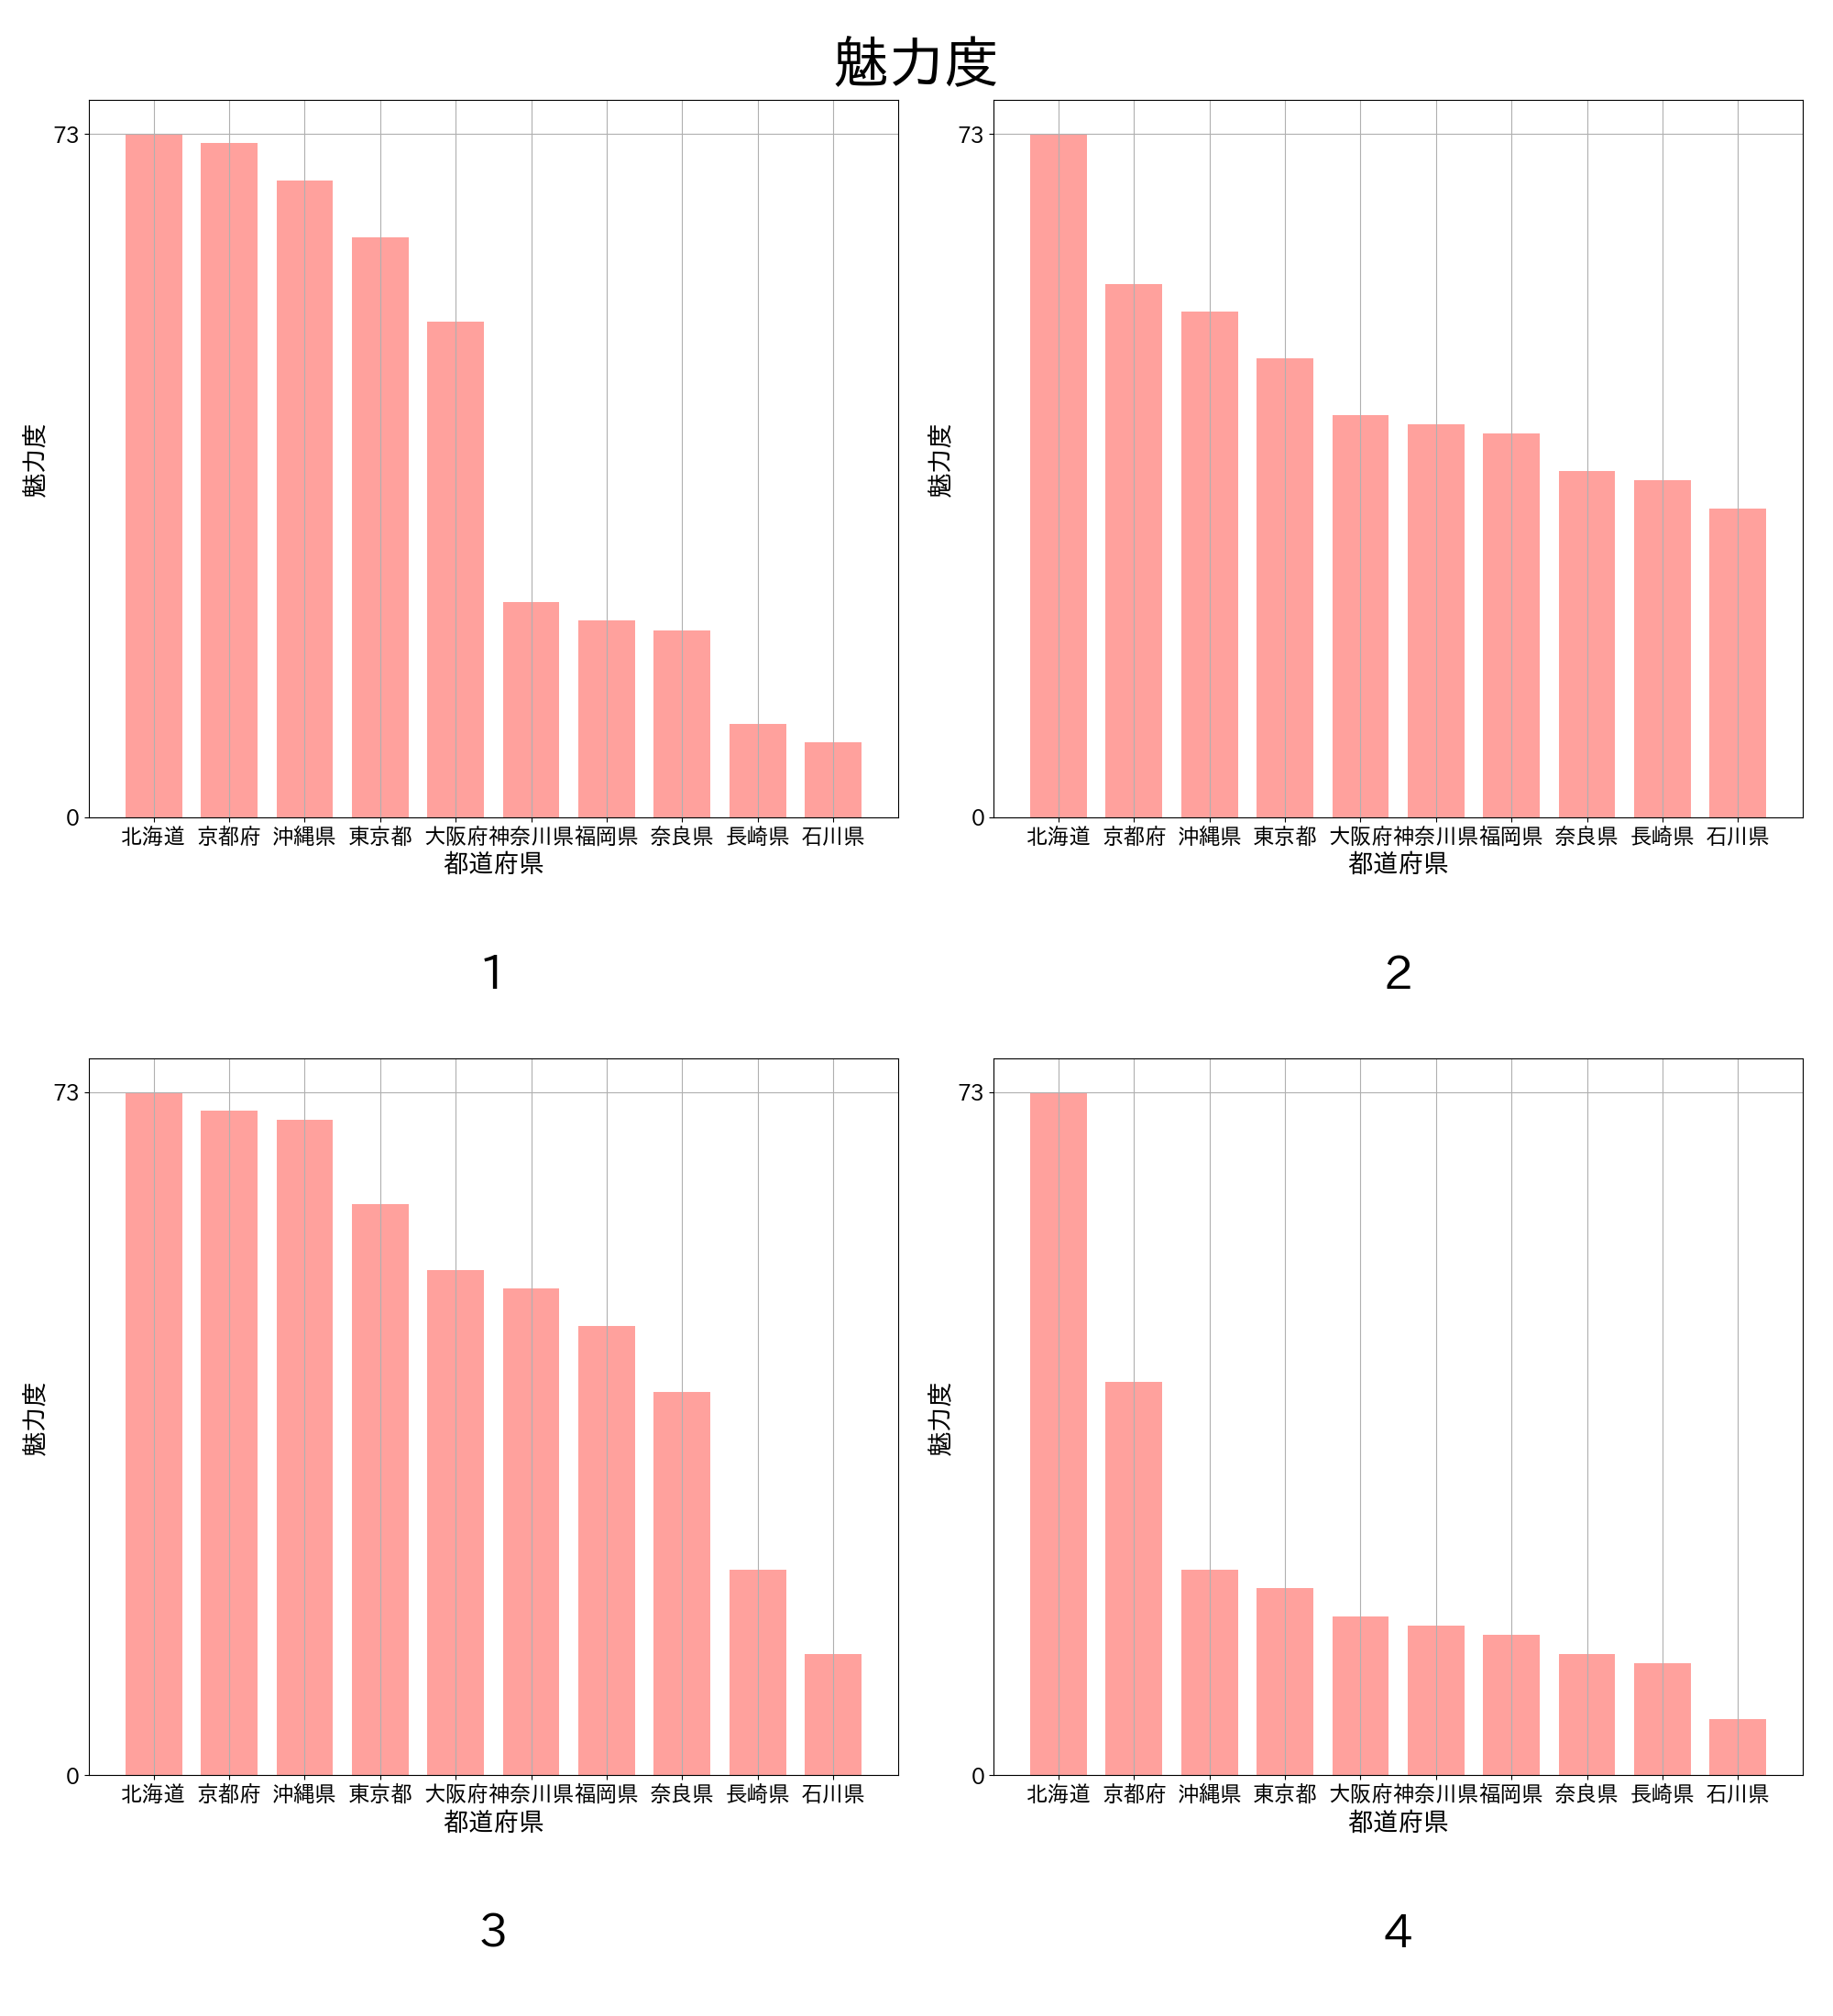 魅力度
73
0
魅力度
北海道 京都府 沖縄県 東京都 大阪府 神奈川県 福岡県 奈良県 長崎県 石川県
都道府県
1
73
0
魅力度
北海道 京都府 沖縄県 東京都 大阪府 神奈川県 福岡県 奈良県 長崎県 石川県
都道府県
2
73
0
魅力度
北海道 京都府 沖縄県 東京都 大阪府 神奈川県 福岡県 奈良県 長崎県 石川県
都道府県
3
73
0
魅力度
北海道 京都府 沖縄県 東京都 大阪府 神奈川県 福岡県 奈良県 長崎県 石川県
都道府県
4